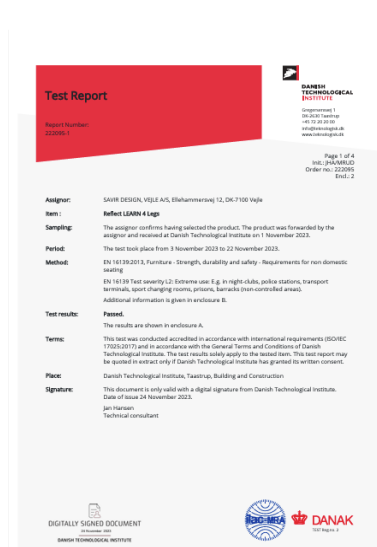 DANISH
TECHNOLOGICAL
INSTITUTE
Test Report
Gregersensvej 1
DK-2630 Taastrup
+45 72 20 20 00
info@teknologisk.dk
www.teknologisk.dk
Report Number:
222095-1
Page 1 of 4
Init.: JHA/MRUD
Order no.: 222095
Encl.: 2
Assignor: SAVIR DESIGN, VEJLE A/S, Ellehammersvej 12, DK-7100 Vejle
Item : Reflect LEARN 4 Legs
Sampling: The assignor confirms having selected the product. The product was forwarded by the
assignor and received at Danish Technological Institute on 1 November 2023.
Period: The test took place from 3 November 2023 to 22 November 2023.
Method: EN 16139:2013, Furniture - Strength, durability and safety - Requirements for non domestic
seating
EN 16139 Test severity L2: Extreme use: E.g. in night-clubs, police stations, transport
terminals, sport changing rooms, prisons, barracks (non-controlled areas).
Additional information is given in enclosure B.
Test results: Passed.
The results are shown in enclosure A.
Terms: This test was conducted accredited in accordance with international requirements (ISO/IEC
17025:2017) and in accordance with the General Terms and Conditions of Danish
Technological Institute. The test results solely apply to the tested item. This test report may
be quoted in extract only if Danish Technological Institute has granted its written consent.
Place: Danish Technological Institute, Taastrup, Building and Construction
Signature: This document is only valid with a digital signature from Danish Technological Institute.
Date of issue 24 November 2023.
Jan Hansen
Technical consultant
DIGITALLY SIGNED DOCUMENT
24 November 2023
DANISH TECHNOLOGICAL INSTITUTE
ilac-MRA
DANAK
TEST Reg.nr. 6